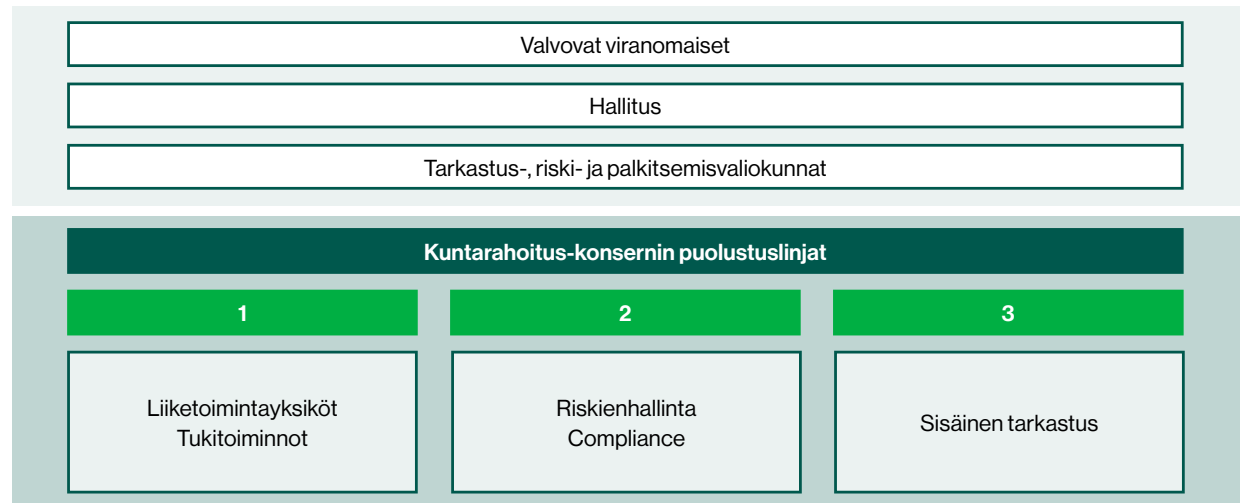 Valvovat viranomaiset
Hallitus
Tarkastus-, riski- ja palkitsemisvaliokunnat
Kuntarahoitus-konsernin puolustuslinjat
1
2
3
Liiketoimintayksiköt
Tukitoiminnot
Riskienhallinta
Compliance
Sisäinen tarkastus